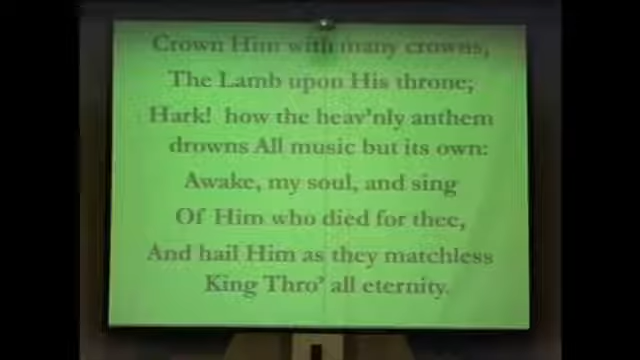 Crown Him with many crowns,
The Lamb upon His throne;
Hark! how the heav'nly anthem
drowns All music but its own:
Awake, my soul, and sing
Of Him who died for thee,
And hail Him as they matchless
King Thro' all eternity.